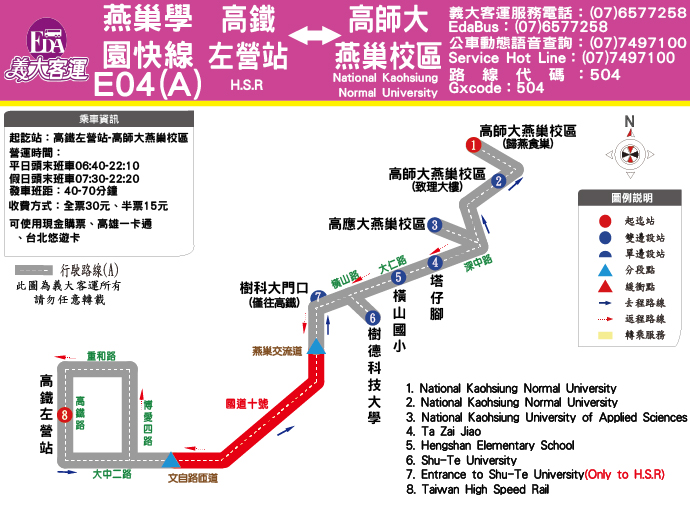 EDA
義大客運
燕巢學
園快線
E04(A)
高鐵
左營站
H.S.R
高師大
燕巢校區
National Kaohsiung
Normal University
義大客運服務電話：(07)6577258
EdaBus：(07)6577258
公車動態語音查詢：(07)7497100
Service Hot Line：(07)7497100
路 線 代 碼：504
Gxcode：504
乘車資訊
起訖站：高鐵左營站-高師大燕巢校區
營運時間：
平日頭末班車06:40-22:10
假日頭末班車07:30-22:20
發車班距：40-70分鐘
收費方式：全票30元、半票15元
可使用現金購票、高雄一卡通
、台北悠遊卡
行駛路線(A)
此圖為義大客運所有
請勿任意轉載
N
圖例説明
起迄站
雙邊設站
單邊設站
分段點
緩衝點
去程路線
返程路線
轉乘服務
高師大燕巢校區
(歸燕食巢)
1
高師大燕巢校區
(致理大樓)
2
高應大燕巢校區
3
深中路
4
塔仔腳
大仁路
5
橫山國小
橫山路
6
樹德科技大學
樹科大門口
(僅往高鐵)
7
燕巢交流道
國道十號
文自路匝道
大中二路
博愛四路
重和路
高鐵路
8
高鐵左營站
1. National Kaohsiung Normal University
2. National Kaohsiung Normal University
3. National Kaohsiung University of Applied Sciences
4. Ta Zai Jiao
5. Hengshan Elementary School
6. Shu-Te University
7. Entrance to Shu-Te University(Only to H.S.R)
8. Taiwan High Speed Rail